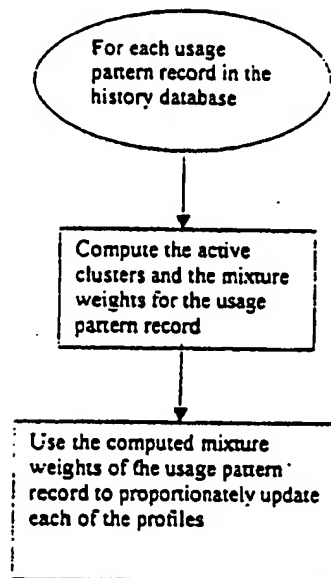 For each usage
pattern record in the
history database
Compute the active
clusters and the mixture
weights for the usage
pattern record
Use the computed mixture
weights of the usage pattern
record to proportionately update
each of the profiles